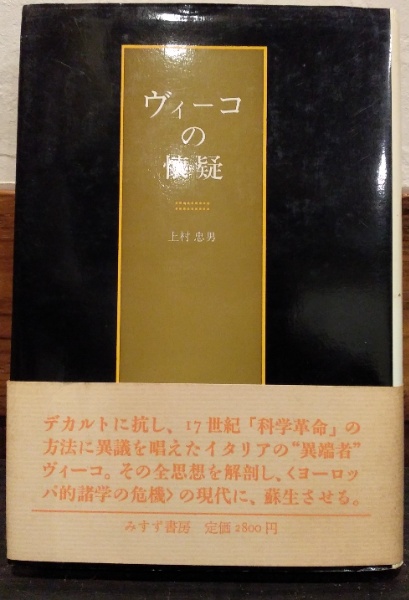 ヴィーコ
の
懐疑
上村 忠男
デカルトに抗し、17世紀「科学革命」の
方法に異議を唱えたイタリアの“異端者”
ヴィーコ。その全思想を解剖し、〈ヨーロッ
パ的諸学の危機〉の現代に、蘇生させる。
みすず書房 定価2800円